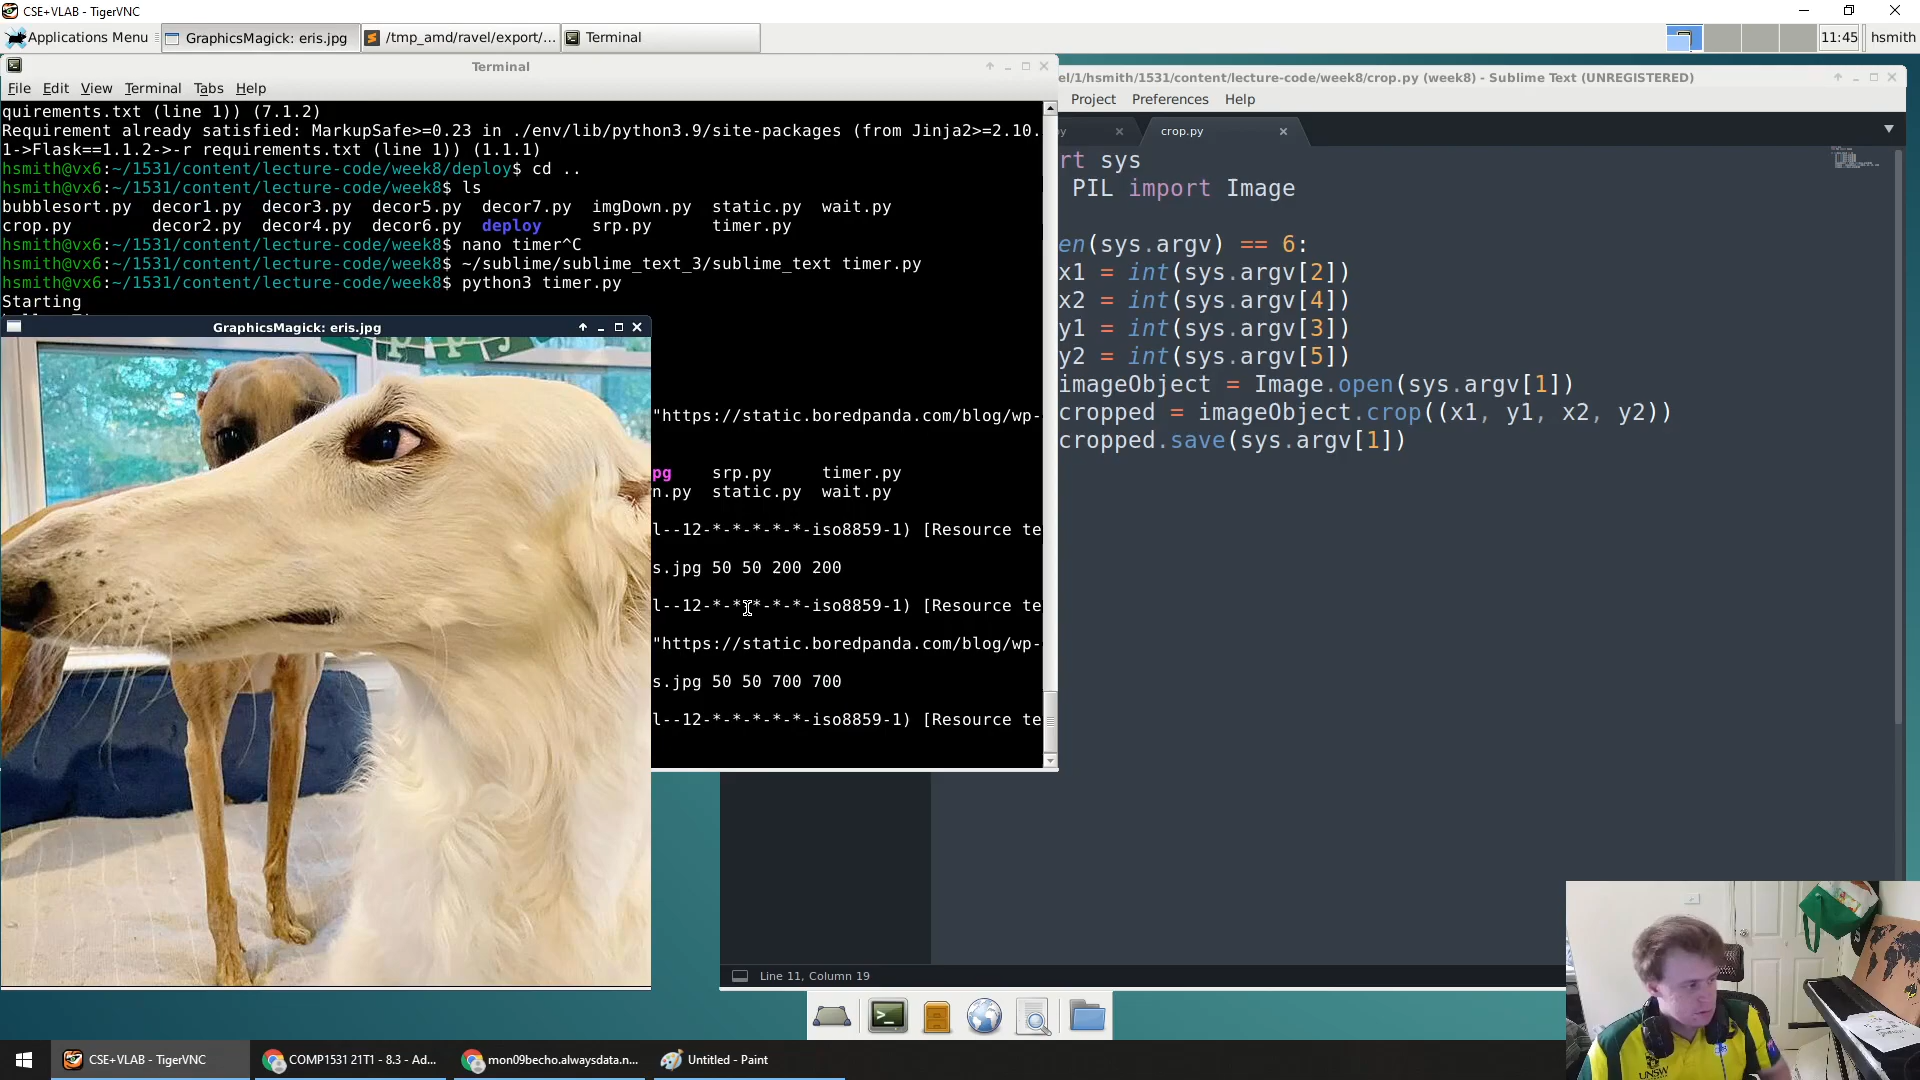 CSE+VLAB - TigerVNC
Applications Menu
GraphicsMagick: eris.jpg
/tmp_amd/ravel/export/...
Terminal
11:45
hsmith
Terminal
File Edit View Terminal Tabs Help
quirements.txt (line 1)) (7.1.2)
Requirement already satisfied: MarkupSafe>=0.23 in ./env/lib/python3.9/site-packages (from Jinja2>=2.10.
1->Flask==1.1.2->-r requirements.txt (line 1)) (1.1.1)
hsmith@vx6:~/1531/content/lecture-code/week8/deploy$ cd ..
hsmith@vx6:~/1531/content/lecture-code/week8$ ls
bubblesort.py decor1.py decor3.py decor5.py decor7.py imgDown.py static.py wait.py
crop.py decor2.py decor4.py decor6.py deploy srp.py timer.py
hsmith@vx6:~/1531/content/lecture-code/week8$ nano timer^C
hsmith@vx6:~/1531/content/lecture-code/week8$ ~/sublime/sublime_text_3/sublime_text timer.py
hsmith@vx6:~/1531/content/lecture-code/week8$ python3 timer.py
Starting
GraphicsMagick: eris.jpg
"https://static.boredpanda.com/blog/wp-
pg srp.py timer.py
n.py static.py wait.py
l--12-*-*-*-*-*-iso8859-1) [Resource te
s.jpg 50 50 200 200
l--12-*-*-*-*-*-iso8859-1) [Resource te
"https://static.boredpanda.com/blog/wp-
s.jpg 50 50 700 700
l--12-*-*-*-*-*-iso8859-1) [Resource te
el/1/hsmith/1531/content/lecture-code/week8/crop.py (week8) - Sublime Text (UNREGISTERED)
Project Preferences Help
y
crop.py
rt sys
PIL import Image
en(sys.argv) == 6:
x1 = int(sys.argv[2])
x2 = int(sys.argv[4])
y1 = int(sys.argv[3])
y2 = int(sys.argv[5])
imageObject = Image.open(sys.argv[1])
cropped = imageObject.crop((x1, y1, x2, y2))
cropped.save(sys.argv[1])
Line 11, Column 19
UNSW
CSE+VLAB - TigerVNC
COMP1531 21T1 - 8.3 - Ad...
mon09becho.alwaysdata.n...
Untitled - Paint